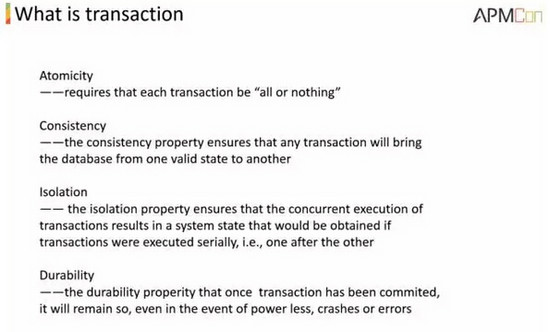 What is transaction
APMCon
Atomicity
——requires that each transaction be “all or nothing”
Consistency
——the consistency property ensures that any transaction will bring
the database from one valid state to another
Isolation
—— the isolation property ensures that the concurrent execution of
transactions results in a system state that would be obtained if
transactions were executed serially, i.e., one after the other
Durability
——the durability properity that once  transaction has been commited,
it will remain so, even in the event of power less, crashes or errors